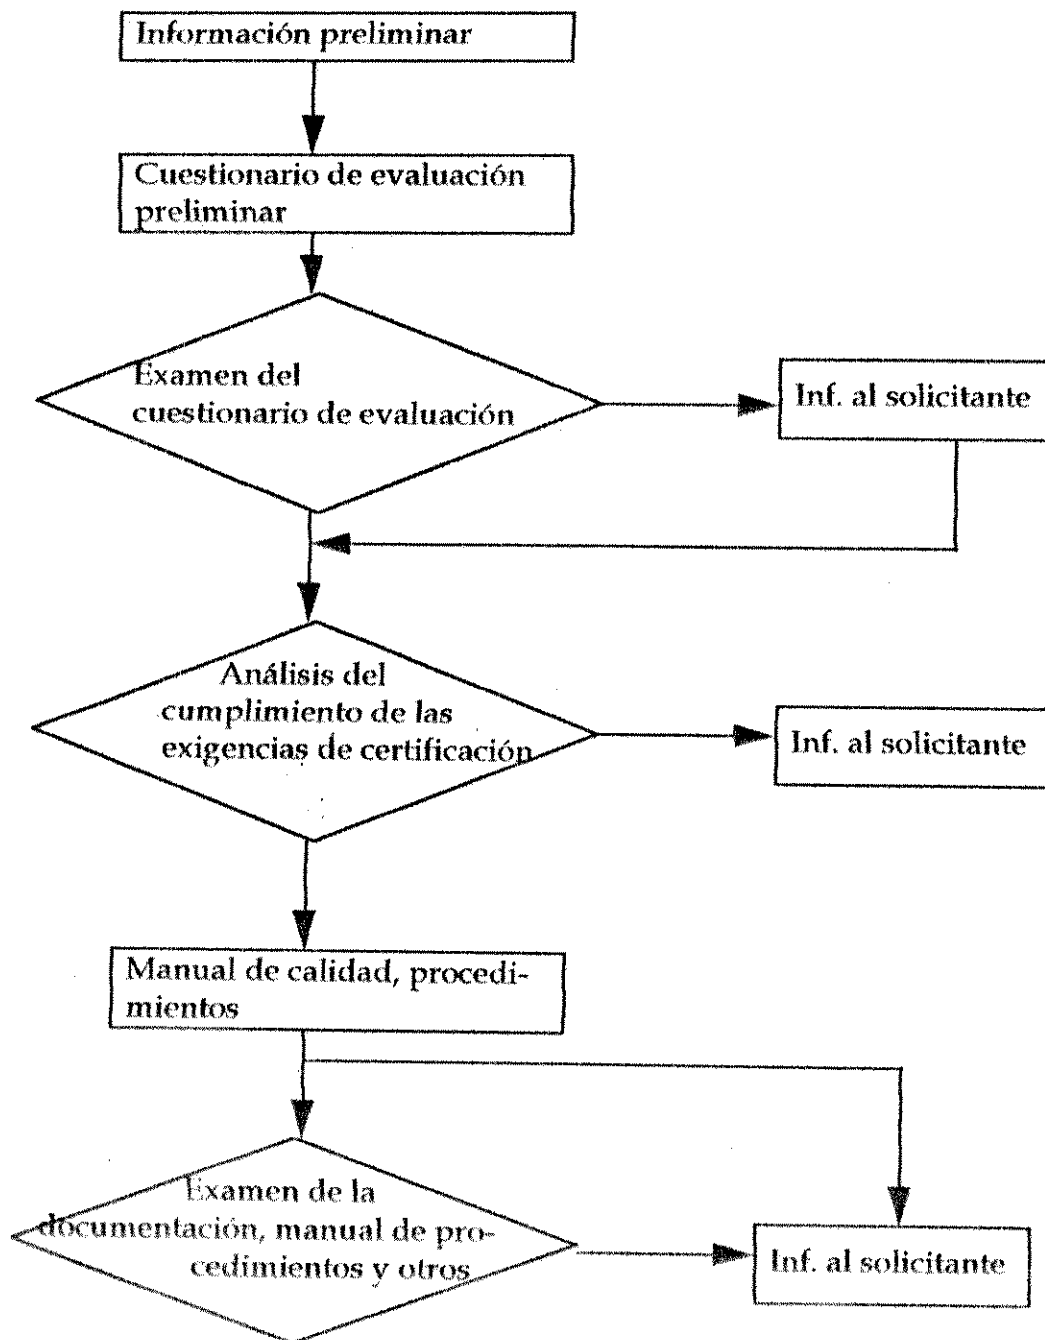 Información preliminar
Cuestionario de evaluación
preliminar
Examen del
cuestionario de evaluación
Inf. al solicitante
Análisis del
cumplimiento de las
exigencias de certificación
Inf. al solicitante
Manual de calidad, procedi-
mientos
Examen de la
documentación, manual de pro-
cedimientos y otros
Inf. al solicitante